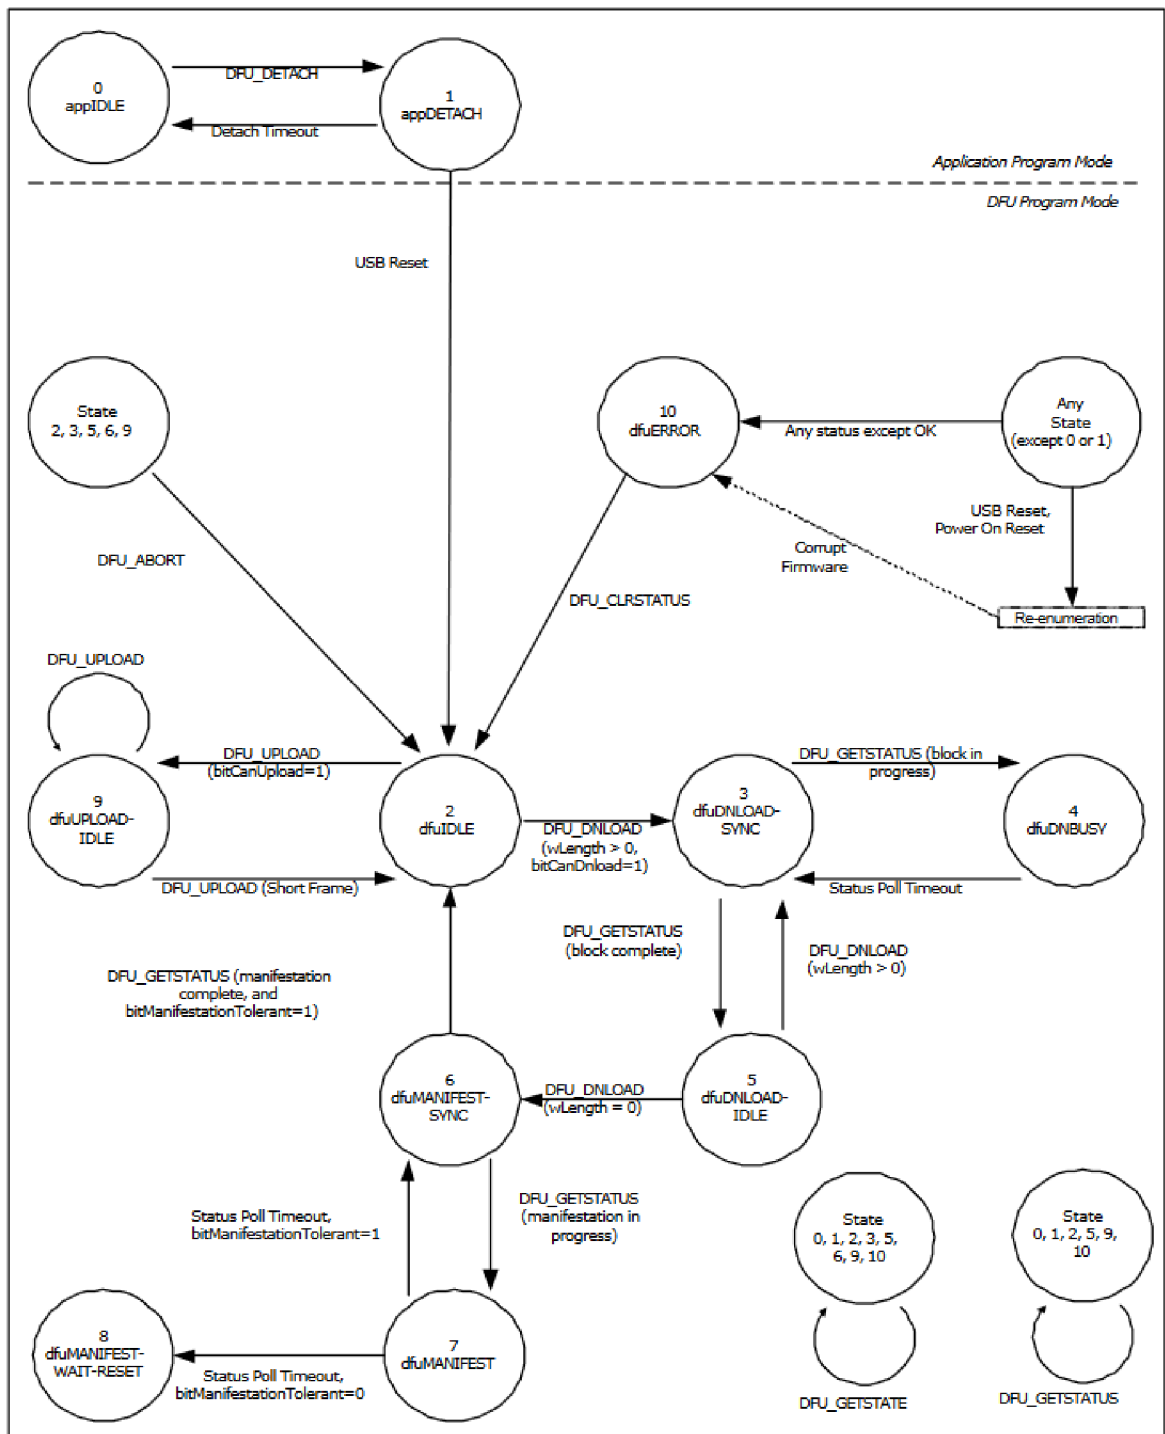 0
appIDLE
DFU_DETACH
1
appDETACH
Detach Timeout
Application Program Mode
DFU Program Mode
USB Reset
State
2, 3, 5, 6, 9
10
dfuERROR
Any status except OK
Any
State
(except 0 or 1)
USB Reset,
Power On Reset
DFU_ABORT
Corrupt
Firmware
DFU_CLRSTATUS
Re-enumeration
DFU_UPLOAD
DFU_UPLOAD
(bitCanUpload=1)
DFU_GETSTATUS (block in
progress)
9
dfuUPLOAD-
IDLE
2
dfuIDLE
DFU_DNLOAD
(wLength > 0,
bitCanDnload=1)
3
dfuDNLOAD-
SYNC
4
dfuDNBUSY
DFU_UPLOAD (Short Frame)
Status Poll Timeout
DFU_GETSTATUS
(block complete)
DFU_DNLOAD
(wLength > 0)
DFU_GETSTATUS (manifestation
complete, and
bitManifestationTolerant=1)
6
dfuMANIFEST-
SYNC
DFU_DNLOAD
(wLength = 0)
5
dfuDNLOAD-
IDLE
Status Poll Timeout,
bitManifestationTolerant=1
DFU_GETSTATUS
(manifestation in
progress)
State
0, 1, 2, 3, 5,
6, 9, 10
State
0, 1, 2, 5, 9,
10
8
dfuMANIFEST-
WAIT-RESET
Status Poll Timeout,
bitManifestationTolerant=0
7
dfuMANIFEST
DFU_GETSTATE
DFU_GETSTATUS